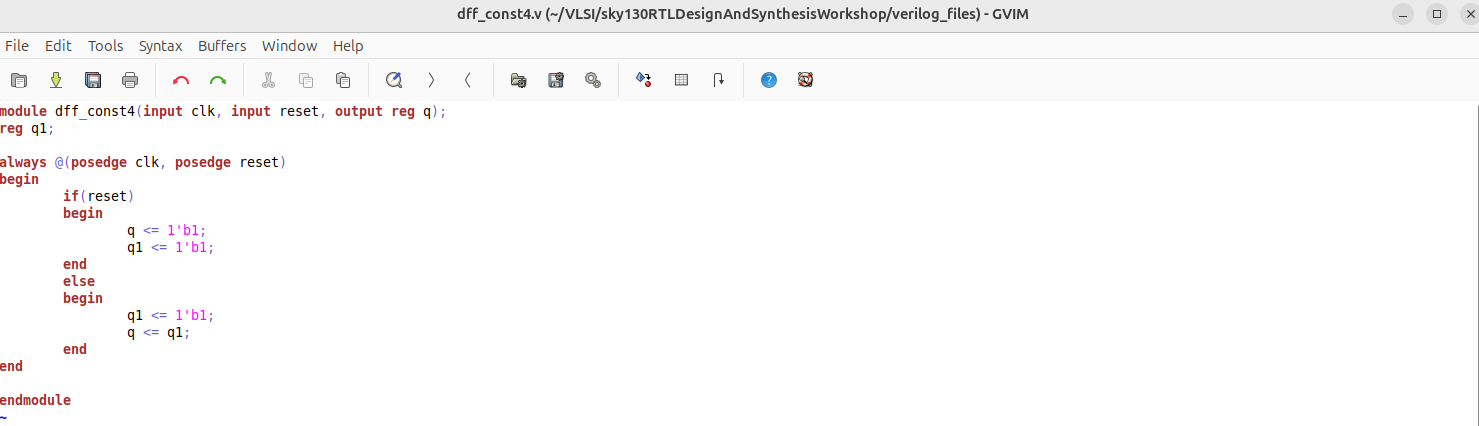 dff_const4.v (~/VLSI/sky130RTLDesignAndSynthesisWorkshop/verilog_files) - GVIM
File Edit Tools Syntax Buffers Window Help
module dff_const4(input clk, input reset, output reg q);
reg q1;
always @(posedge clk, posedge reset)
begin
if(reset)
begin
q <= 1'b1;
q1 <= 1'b1;
end
else
begin
q1 <= 1'b1;
q <= q1;
end
end
endmodule
~